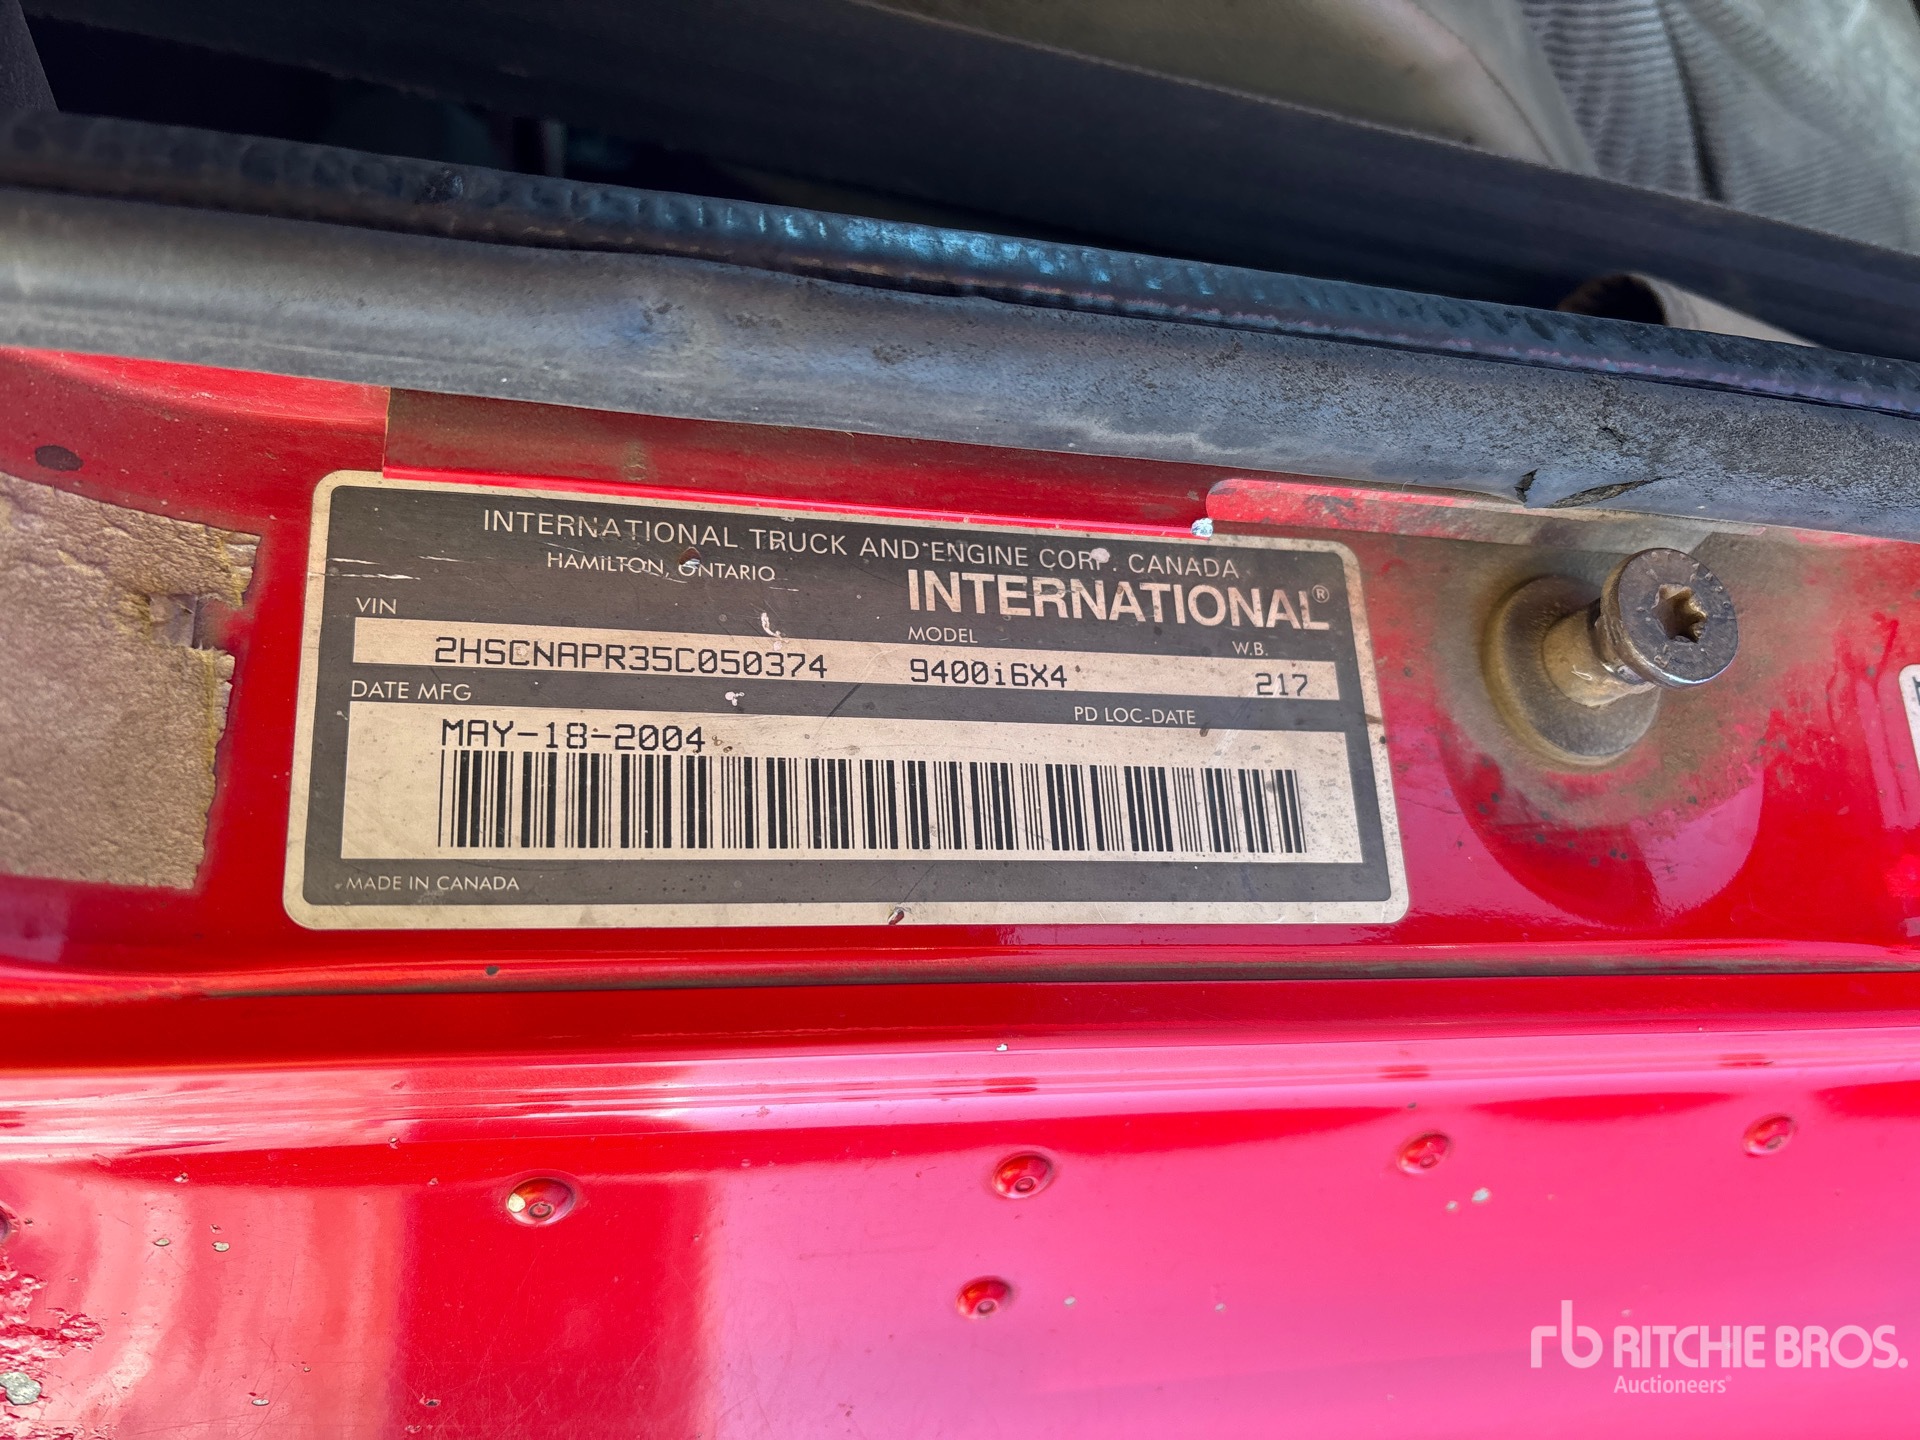 INTERNATIONAL TRUCK AND ENGINE CORP. CANADA
HAMILTON, ONTARIO
INTERNATIONAL®
VIN MODEL W.B.
2HSCNAPR35C050374 9400i6X4 217
DATE MFG PD LOC-DATE
MAY-18-2004
MADE IN CANADA
rb RITCHIE BROS.
Auctioneers